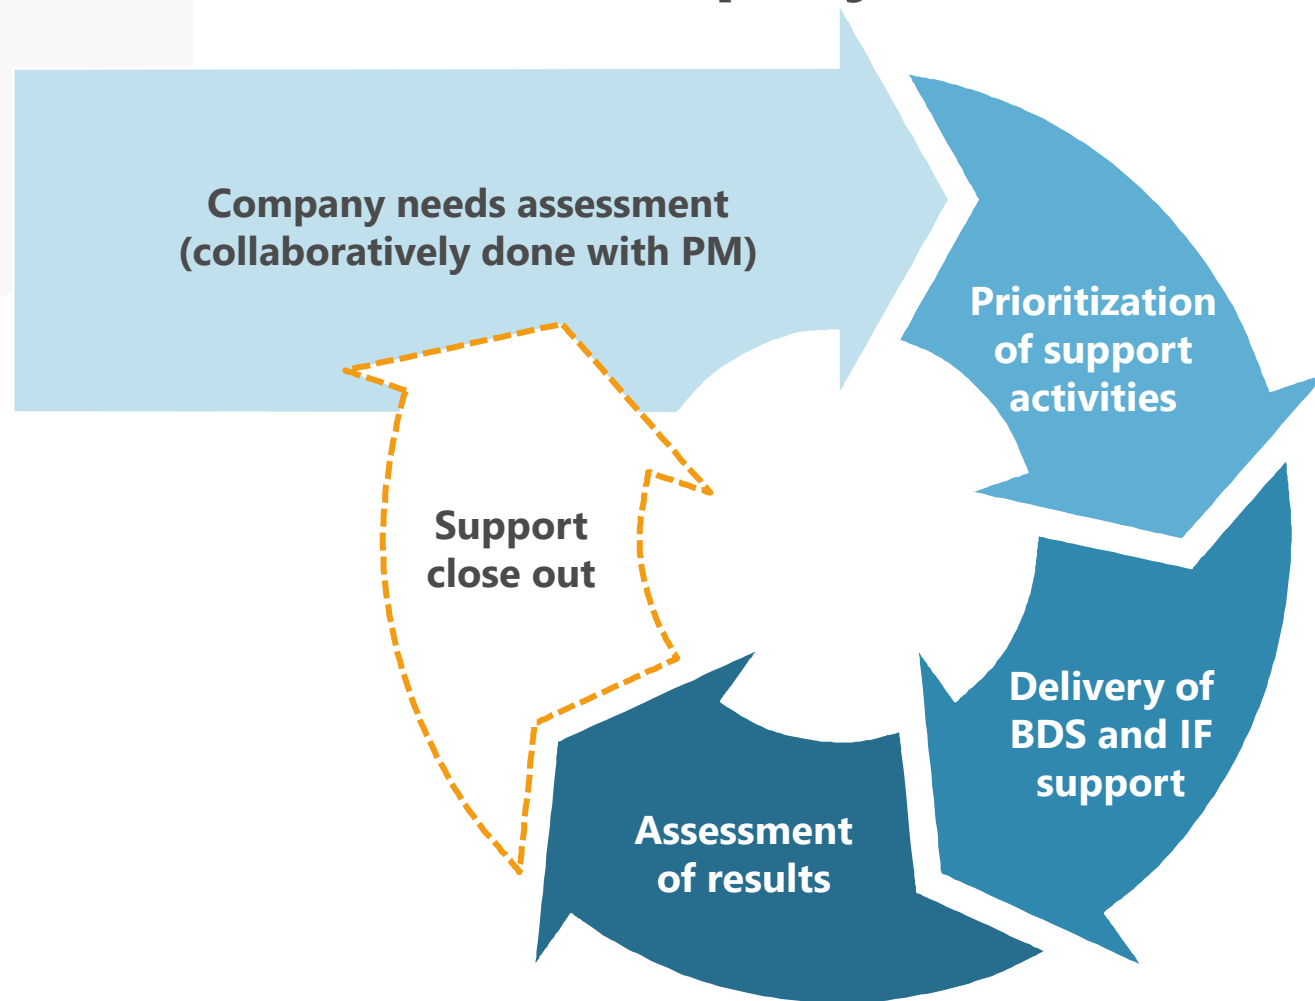 Company needs assessment
(collaboratively done with PM)
Prioritization
of support
activities
Delivery of
BDS and IF
support
Assessment
of results
Support
close out